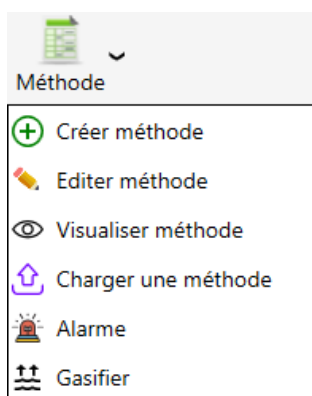 Méthode
Créer méthode
Editer méthode
Visualiser méthode
Charger une méthode
Alarme
Gasifier